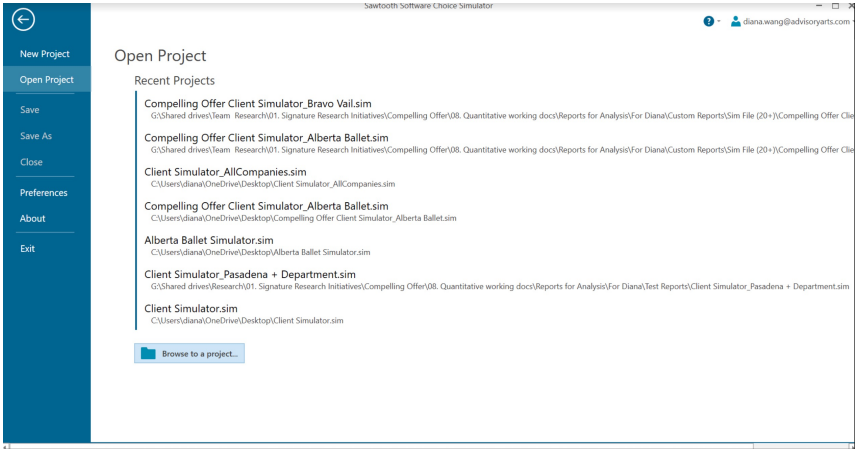 Sawtooth Software Choice Simulator
diana.wang@advisoryarts.com
New Project
Open Project
Save
Save As
Close
Preferences
About
Exit
Open Project
Recent Projects
Compelling Offer Client Simulator_Bravo Vail.sim
G:\Shared drives\Team Research\01. Signature Research Initiatives\Compelling Offer\08. Quantitative working docs\Reports for Analysis\For Diana\Custom Reports\Sim File (20+)\Compelling Offer Clie
Compelling Offer Client Simulator_Alberta Ballet.sim
G:\Shared drives\Team Research\01. Signature Research Initiatives\Compelling Offer\08. Quantitative working docs\Reports for Analysis\For Diana\Custom Reports\Sim File (20+)\Compelling Offer Clie
Client Simulator_AllCompanies.sim
C:\Users\diana\OneDrive\Desktop\Client Simulator_AllCompanies.sim
Compelling Offer Client Simulator_Alberta Ballet.sim
C:\Users\diana\OneDrive\Desktop\Compelling Offer Client Simulator_Alberta Ballet.sim
Alberta Ballet Simulator.sim
C:\Users\diana\OneDrive\Desktop\Alberta Ballet Simulator.sim
Client Simulator_Pasadena + Department.sim
G:\Shared drives\Research\01. Signature Research Initiatives\Compelling Offer\08. Quantitative working docs\Reports for Analysis\For Diana\Test Reports\Client Simulator_Pasadena + Department.sim
Client Simulator.sim
C:\Users\diana\OneDrive\Desktop\Client Simulator.sim
Browse to a project...